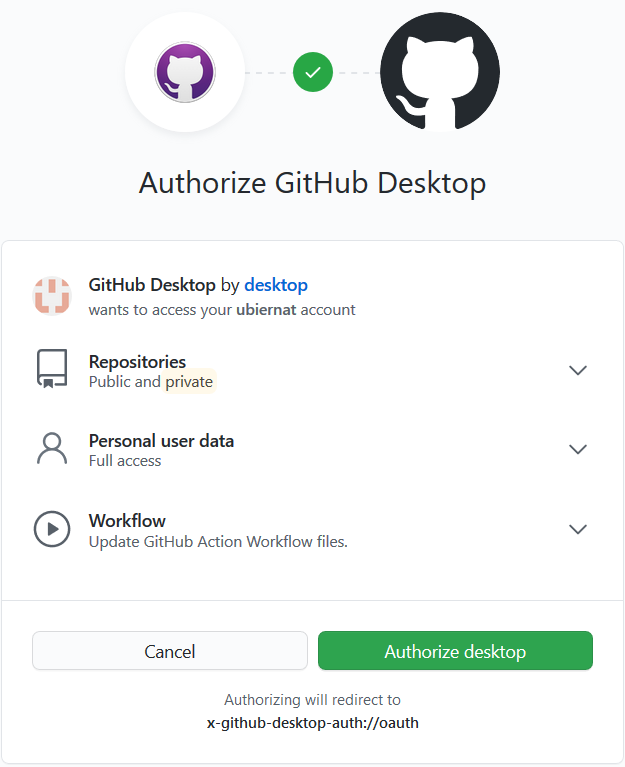 Authorize GitHub Desktop
GitHub Desktop by desktop
wants to access your ubiernat account
Repositories
Public and private
Personal user data
Full access
Workflow
Update GitHub Action Workflow files.
Cancel
Authorize desktop
Authorizing will redirect to
x-github-desktop-auth://oauth